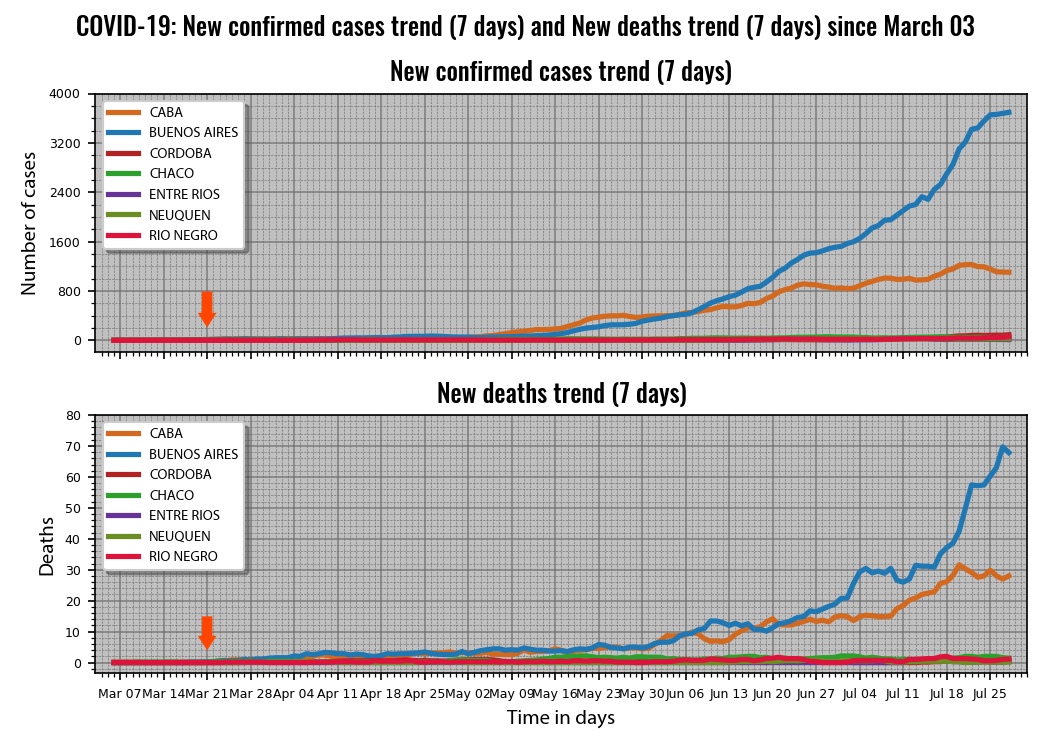 COVID-19: New confirmed cases trend (7 days) and New deaths trend (7 days) since March 03
New confirmed cases trend (7 days)
Number of cases
4000
3200
2400
1600
800
0
CABA
BUENOS AIRES
CORDOBA
CHACO
ENTRE RIOS
NEUQUEN
RIO NEGRO
New deaths trend (7 days)
Deaths
80
70
60
50
40
30
20
10
0
CABA
BUENOS AIRES
CORDOBA
CHACO
ENTRE RIOS
NEUQUEN
RIO NEGRO
Mar 07 Mar 14 Mar 21 Mar 28 Apr 04 Apr 11 Apr 18 Apr 25 May 02 May 09 May 16 May 23 May 30 Jun 06 Jun 13 Jun 20 Jun 27 Jul 04 Jul 11 Jul 18 Jul 25
Time in days